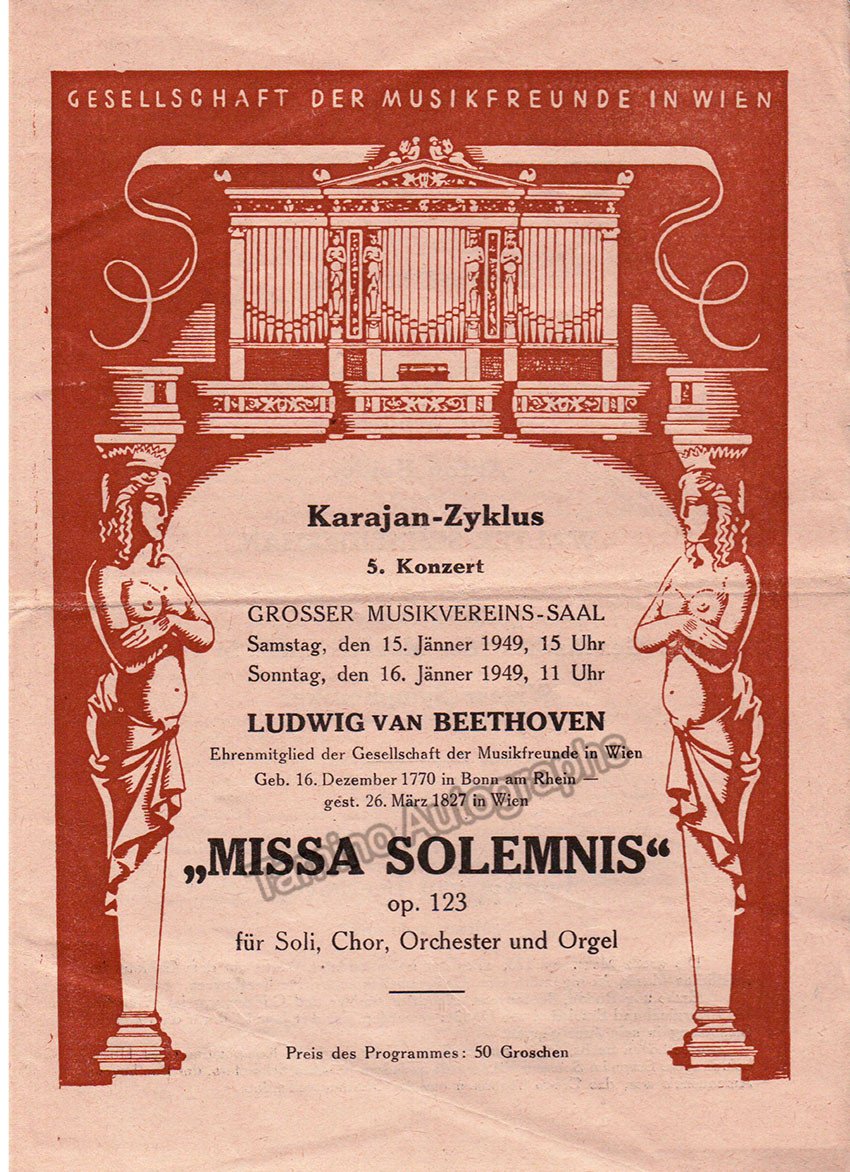 GESELLSCHAFT DER MUSIKFREUNDE IN WIEN
Karajan-Zyklus
5. Konzert
GROSSER MUSIKVEREINS-SAAL
Samstag, den 15. Jänner 1949, 15 Uhr
Sonntag, den 16. Jänner 1949, 11 Uhr
LUDWIG VAN BEETHOVEN
Ehrenmitglied der Gesellschaft der Musikfreunde in Wien
Geb. 16. Dezember 1770 in Bonn am Rhein —
gest. 26. März 1827 in Wien
„MISSA SOLEMNIS“
op. 123
für Soli, Chor, Orchester und Orgel
Preis des Programmes: 50 Groschen
Tamino Autographs